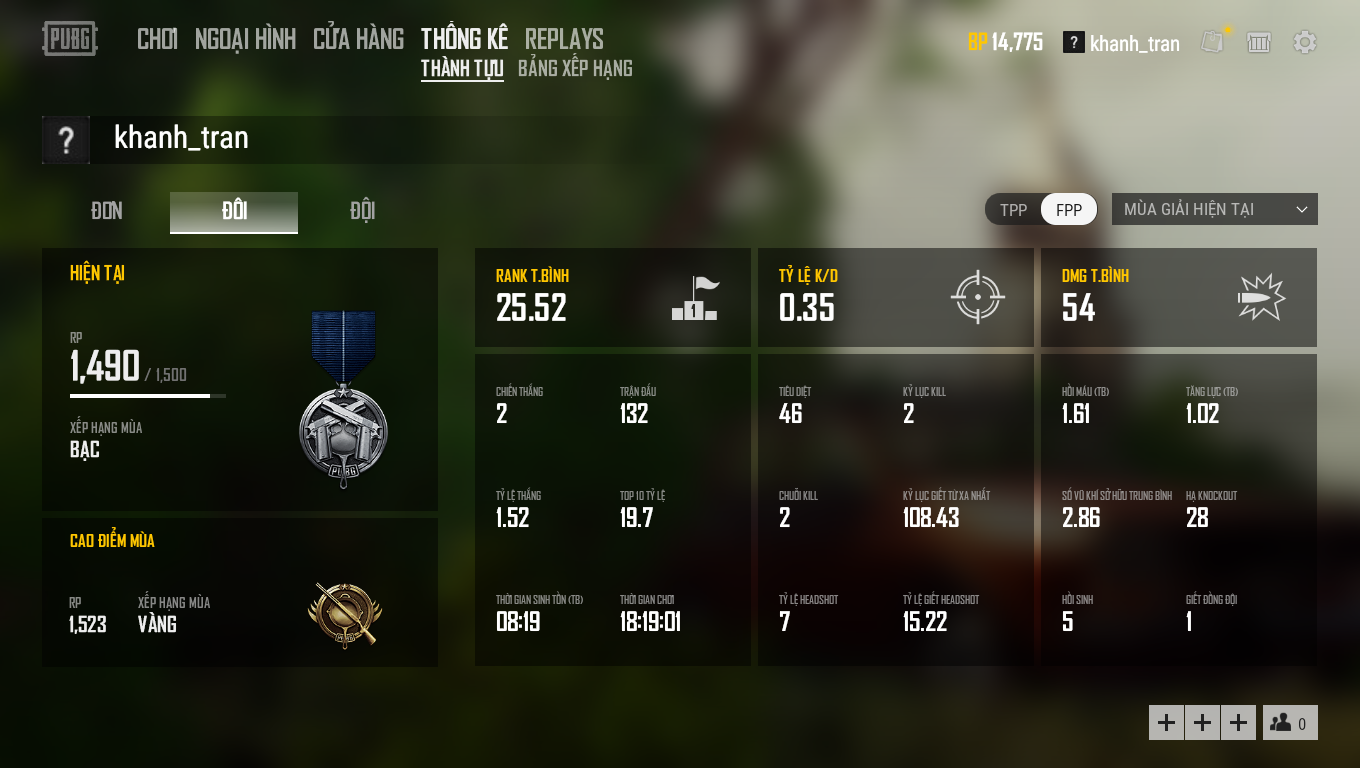 PUBG
CHƠI NGOẠI HÌNH CỬA HÀNG THỐNG KÊ REPLAYS
THÀNH TỰU BẢNG XẾP HẠNG
BP 14,775 ? khanh_tran
? khanh_tran
ĐƠN ĐÔI ĐỘI
TPP FPP MÙA GIẢI HIỆN TẠI
HIỆN TẠI
RP
1,490 / 1,500
XẾP HẠNG MÙA
BẠC
PUBG
CAO ĐIỂM MÙA
RP XẾP HẠNG MÙA
1,523 VÀNG
PUBG
RANK T.BÌNH
25.52
1
CHIẾN THẮNG TRẬN ĐẤU
2 132
TỶ LỆ THẮNG TOP 10 TỶ LỆ
1.52 19.7
THỜI GIAN SINH TỒN (TB) THỜI GIAN CHƠI
08:19 18:19:01
TỶ LỆ K/D
0.35
TIÊU DIỆT KỶ LỤC KILL
46 2
CHUỖI KILL KỶ LỤC GIẾT TỪ XA NHẤT
2 108.43
TỶ LỆ HEADSHOT TỶ LỆ GIẾT HEADSHOT
7 15.22
DMG T.BÌNH
54
HỒI MÁU (TB) TĂNG LỰC (TB)
1.61 1.02
SỐ VŨ KHÍ SỞ HỮU TRUNG BÌNH HẠ KNOCKOUT
2.86 28
HỒI SINH GIẾT ĐỒNG ĐỘI
5 1
+ + + 0